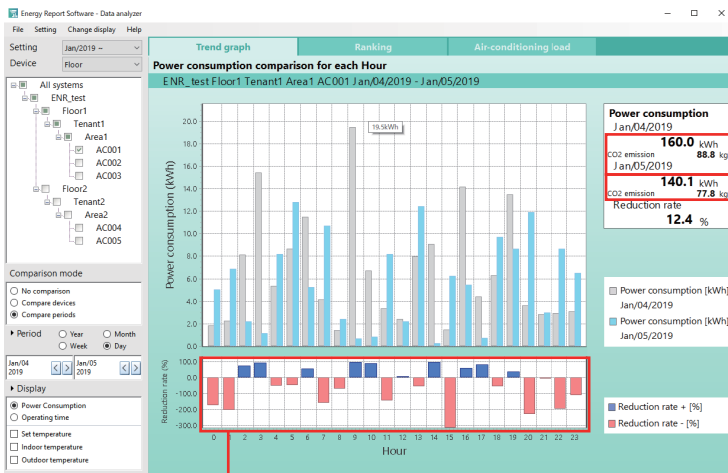 Energy Report Software - Data analyzer
File Setting Change display Help
Setting Jan/2019 ~
Device Floor
All systems
ENR_test
Floor1
Tenant1
Area1
AC001
AC002
AC003
Floor2
Tenant2
Area2
AC004
AC005
Comparison mode
No comparison
Compare devices
Compare periods
Period Year Month
Week Day
Jan/04 2019 < > Jan/05 2019 < >
Display
Power Consumption
Operating time
Set temperature
Indoor temperature
Outdoor temperature
Trend graph Ranking Air-conditioning load
Power consumption comparison for each Hour
ENR_test Floor1 Tenant1 Area1 AC001 Jan/04/2019 - Jan/05/2019
Power consumption (kWh)
20.0
18.0
16.0
14.0
12.0
10.0
8.0
6.0
4.0
2.0
0.0
19.5kWh
Reduction rate (%)
100.0
0.0
-100.0
-200.0
-300.0
0 1 2 3 4 5 6 7 8 9 10 11 12 13 14 15 16 17 18 19 20 21 22 23
Hour
Power consumption
Jan/04/2019
160.0 kWh
CO2 emission 88.8 kg
Jan/05/2019
140.1 kWh
CO2 emission 77.8 kg
Reduction rate
12.4 %
Power consumption [kWh]
Jan/04/2019
Power consumption [kWh]
Jan/05/2019
Reduction rate + [%]
Reduction rate - [%]